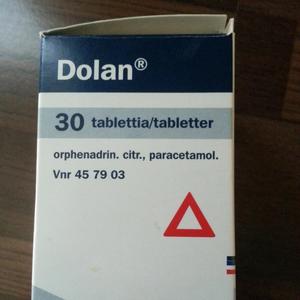 Dolan®
30 tablettia/tabletter
orphenadrin. citr., paracetamol.
Vnr 45 79 03